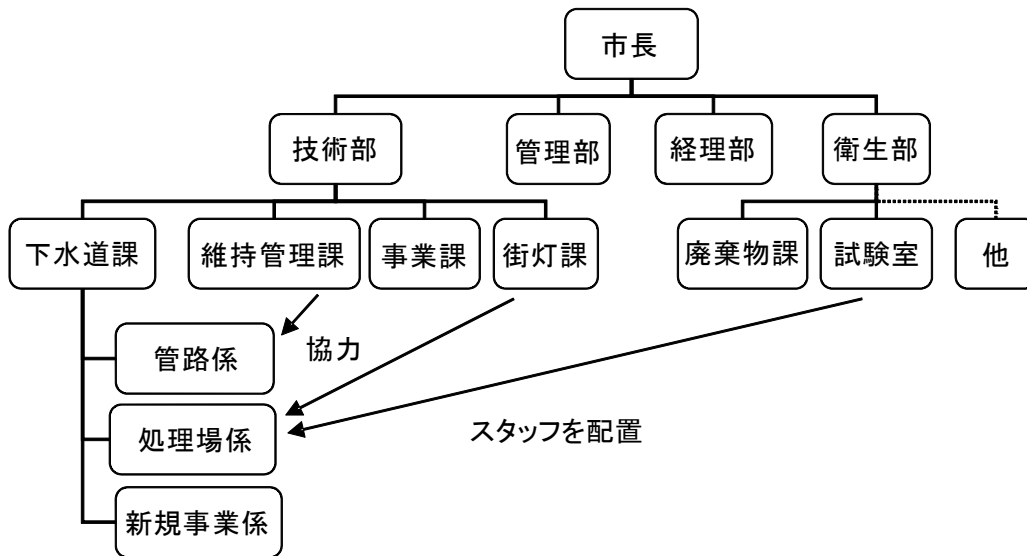 市長
技術部
管理部
経理部
衛生部
下水道課
維持管理課
事業課
街灯課
廃棄物課
試験室
他
管路係
協力
処理場係
スタッフを配置
新規事業係